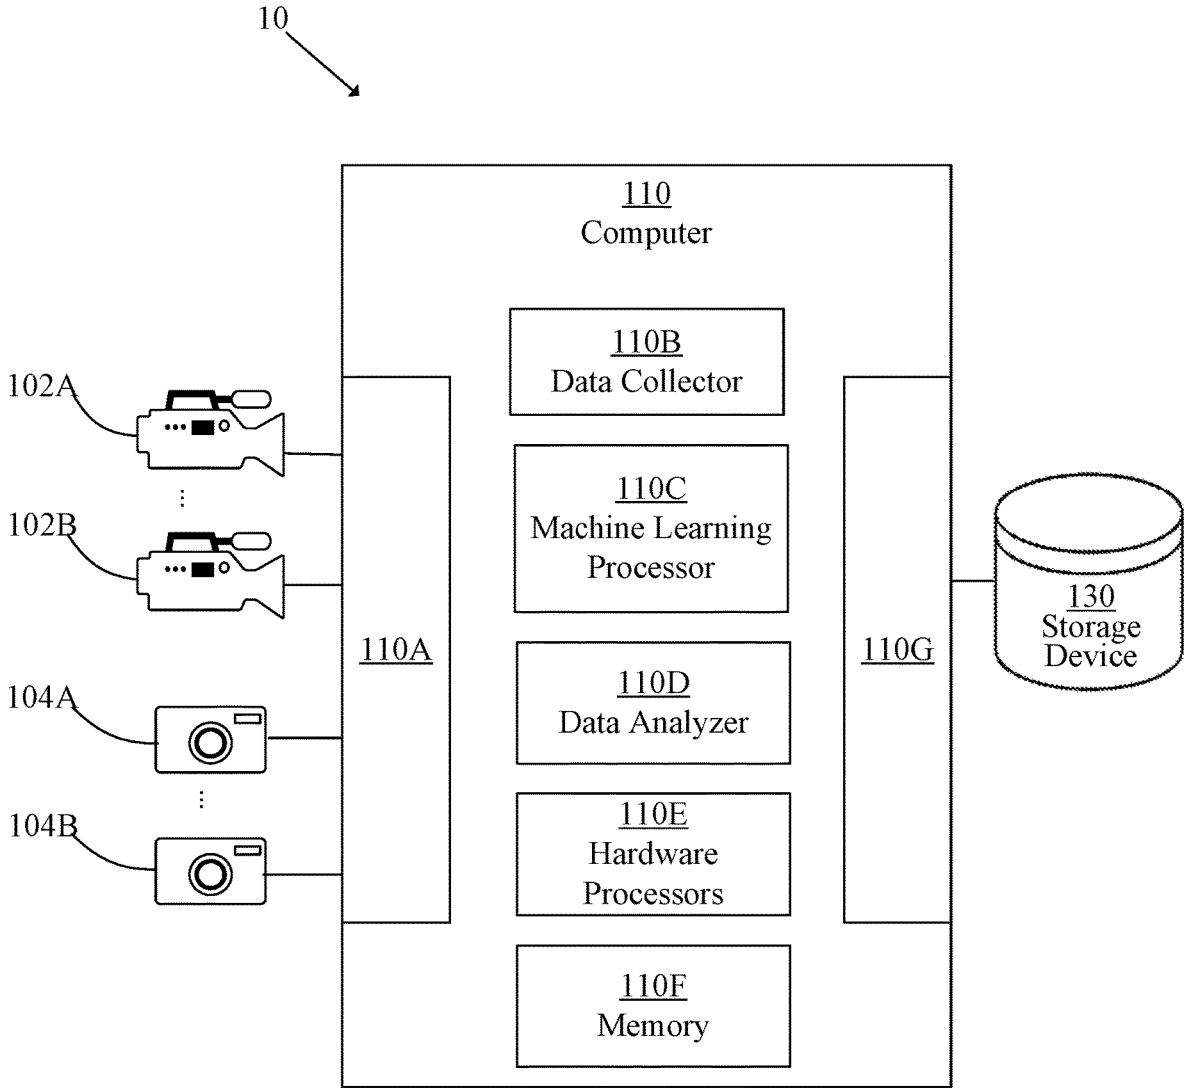 10
110
Computer
110B
Data Collector
102A
110C
Machine Learning
Processor
102B
110A
110G
130
Storage
Device
110D
Data Analyzer
104A
110E
Hardware
Processors
104B
110F
Memory